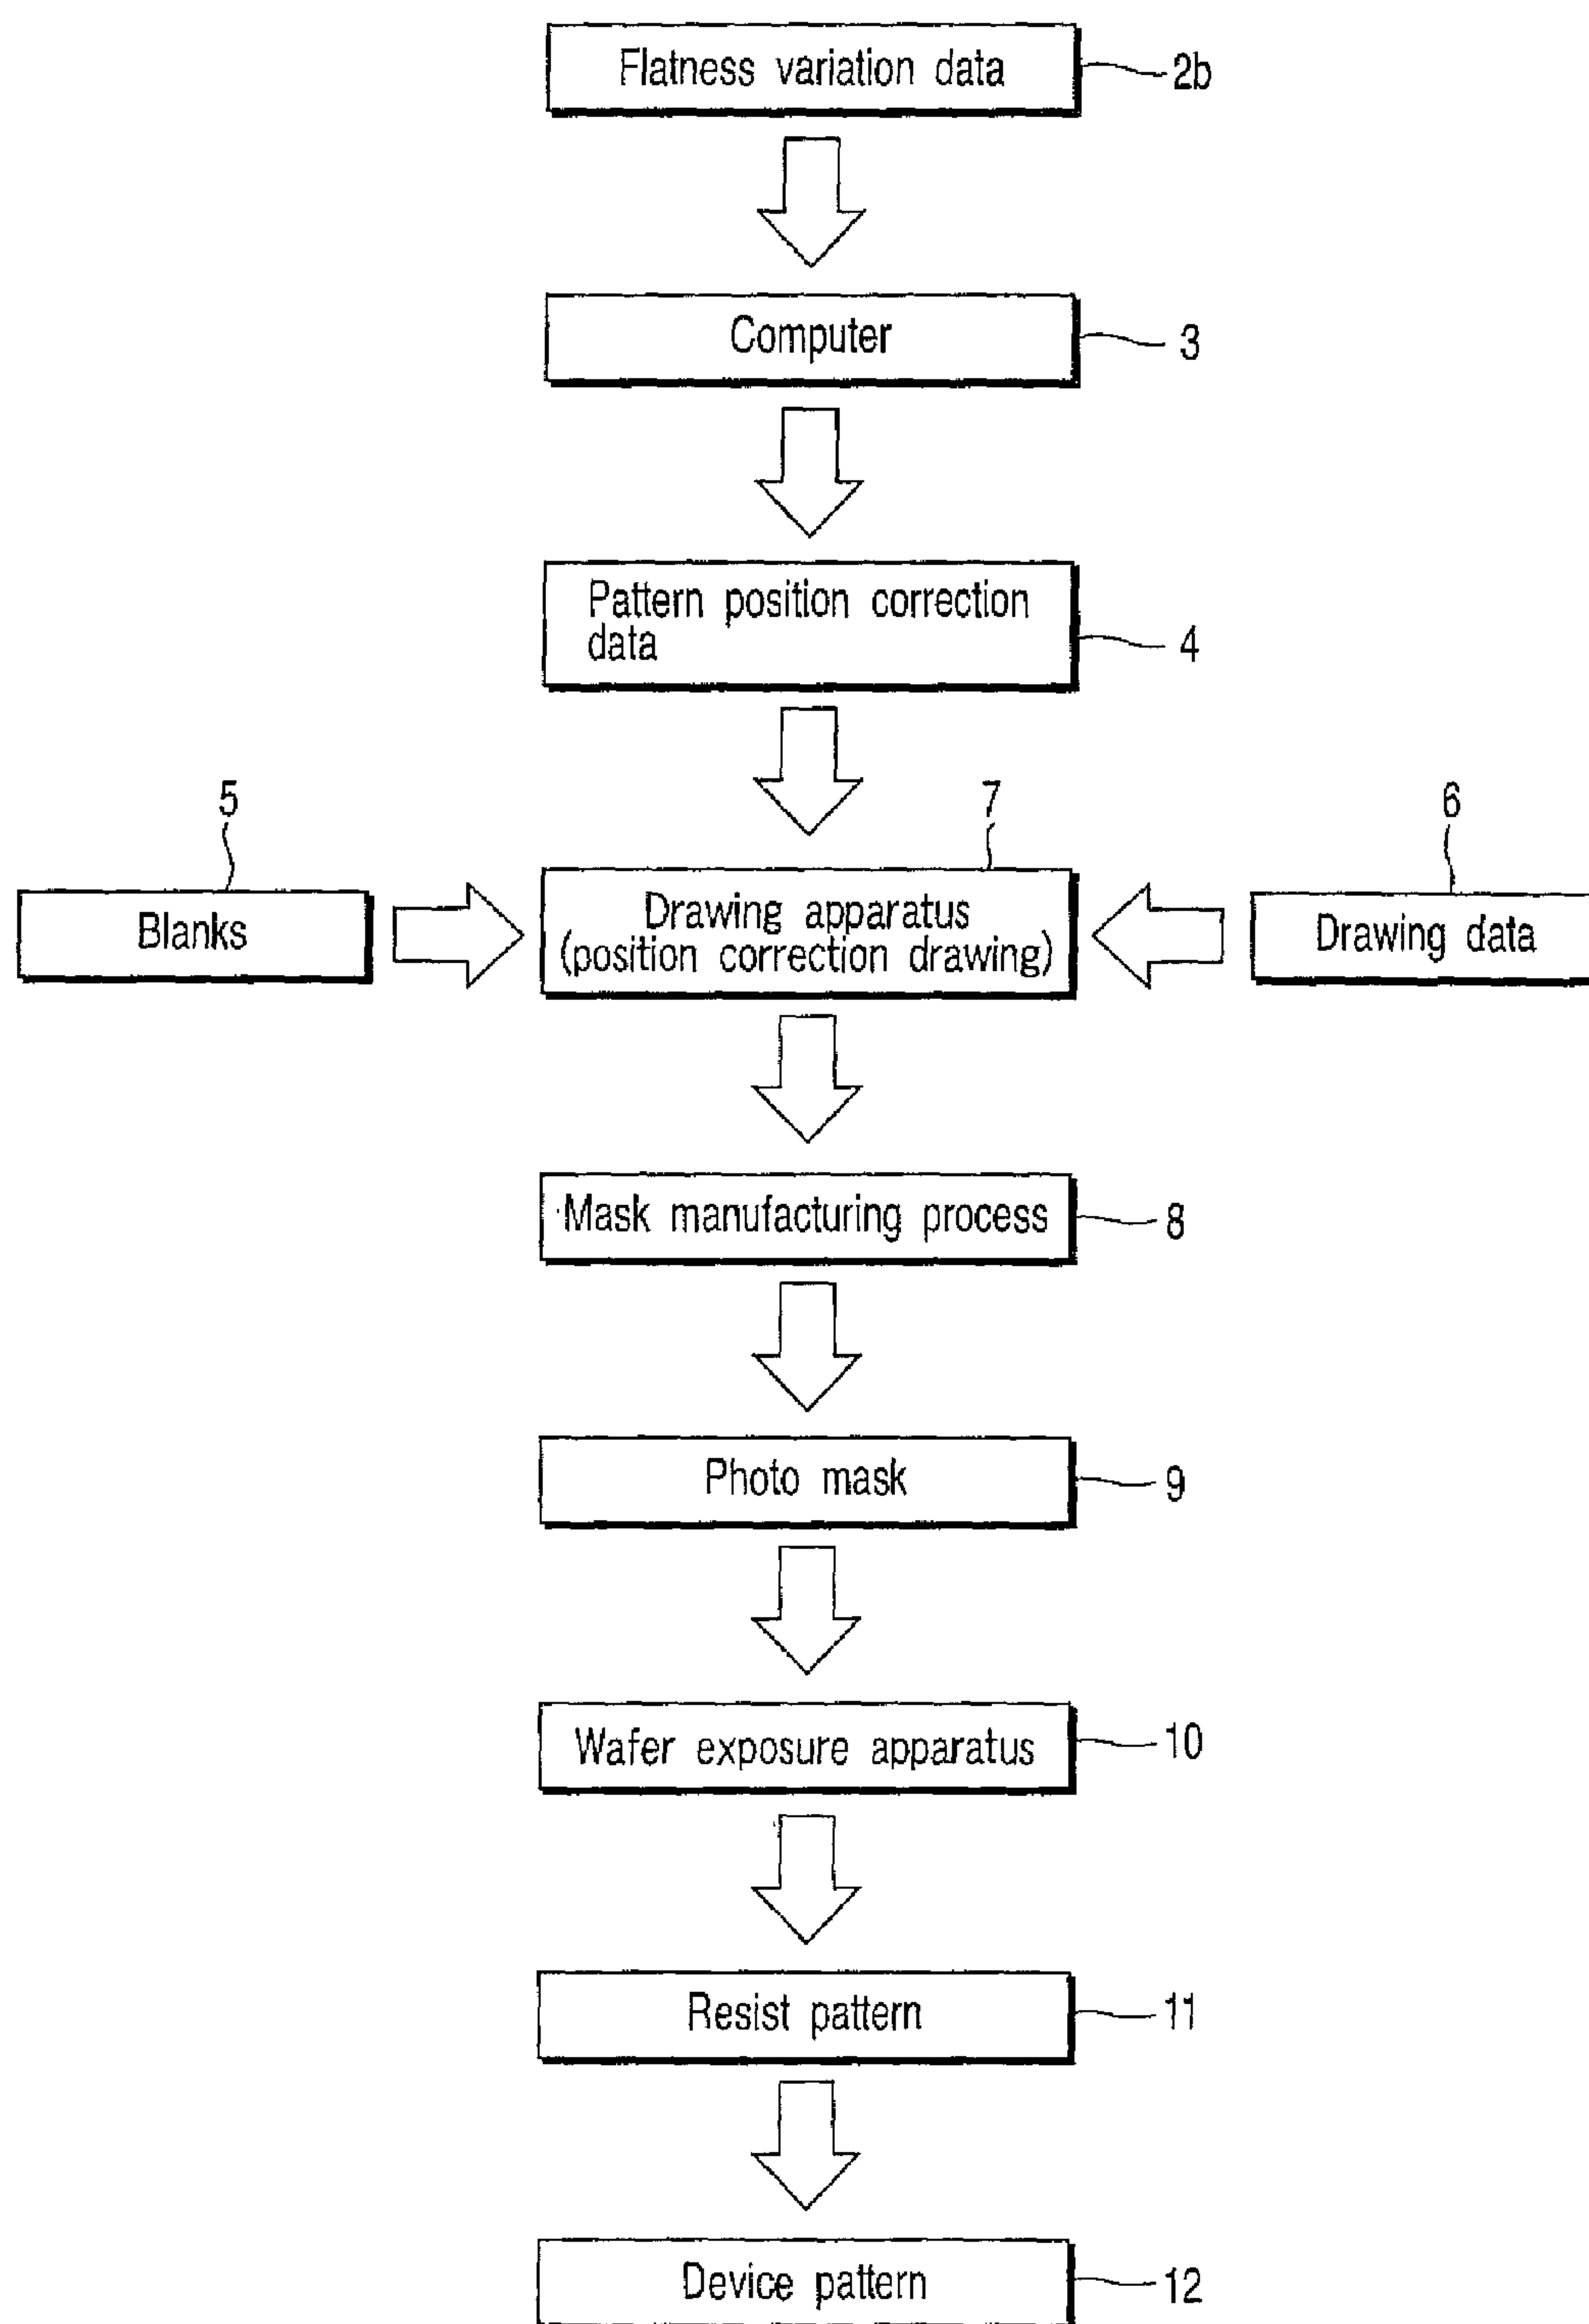 Flatness variation data
2b
Computer
3
Pattern position correction
data
4
5
7
6
Blanks
Drawing apparatus
(position correction drawing)
Drawing data
Mask manufacturing process
8
Photo mask
9
Wafer exposure apparatus
10
Resist pattern
11
Device pattern
12